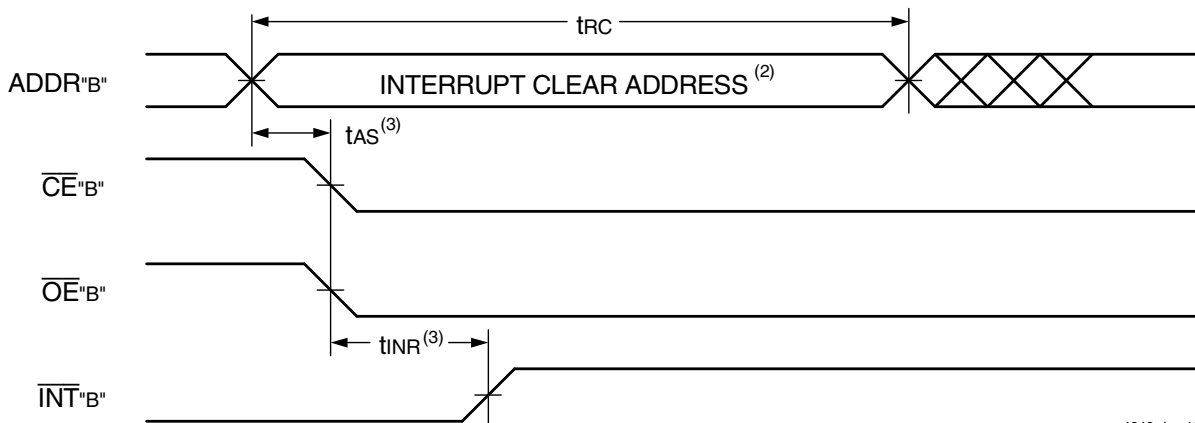 tRC
ADDR"B"
INTERRUPT CLEAR ADDRESS (2)
tAS(3)
CE"B"
OE"B"
tINR(3)
INT"B"